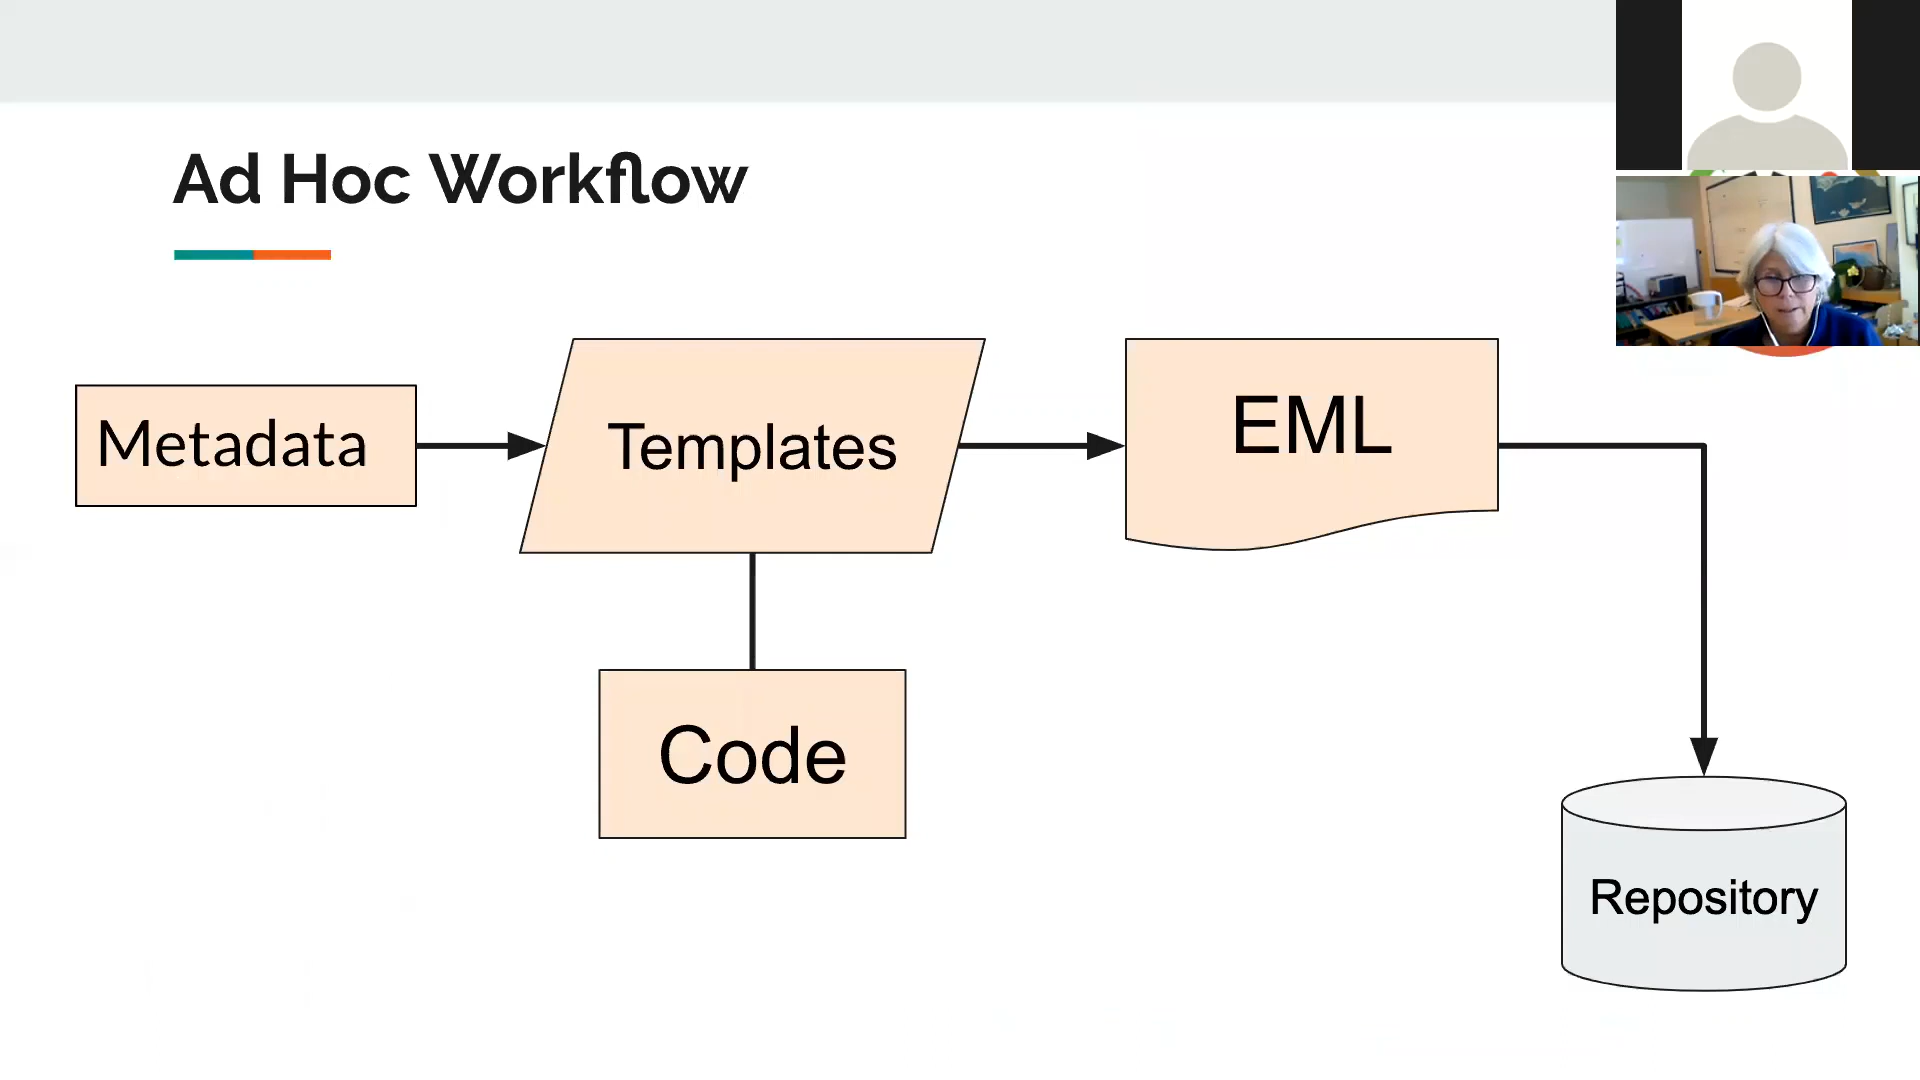 Ad Hoc Workflow
Metadata
Templates
EML
Code
Repository